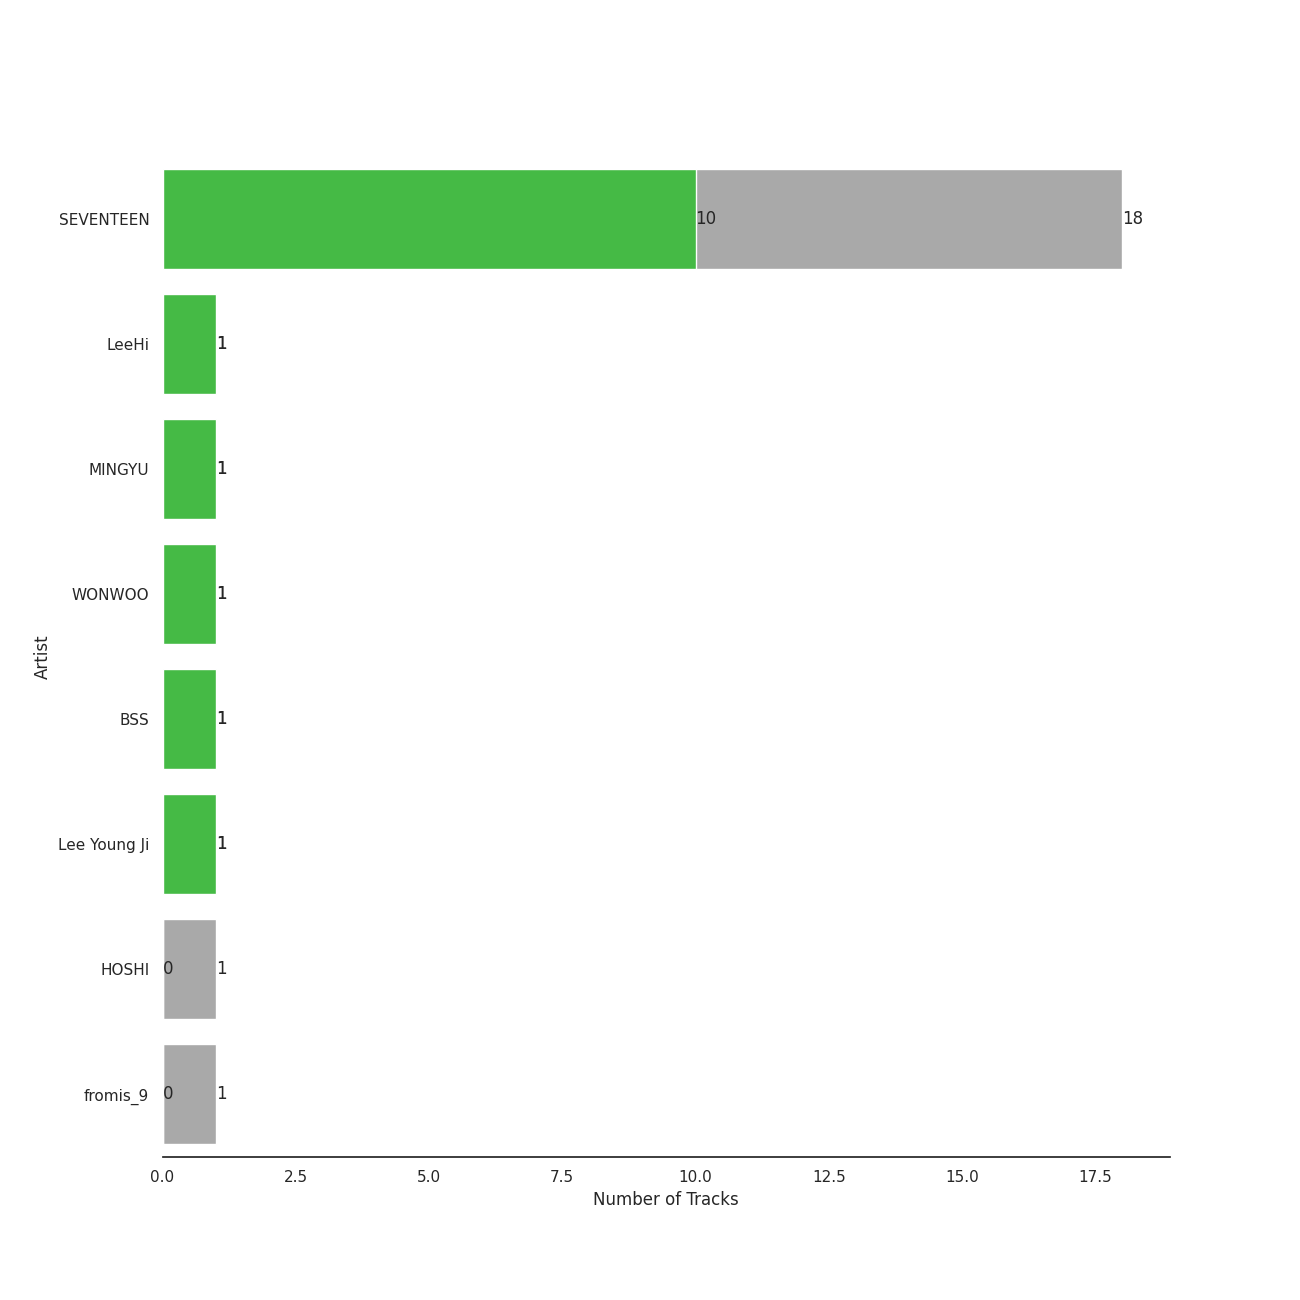 SEVENTEEN 10 18
LeeHi 1
MINGYU 1
WONWOO 1
Artist
BSS 1
Lee Young Ji 1
HOSHI 0 1
fromis_9 0 1
0.0 2.5 5.0 7.5 10.0 12.5 15.0 17.5
Number of Tracks